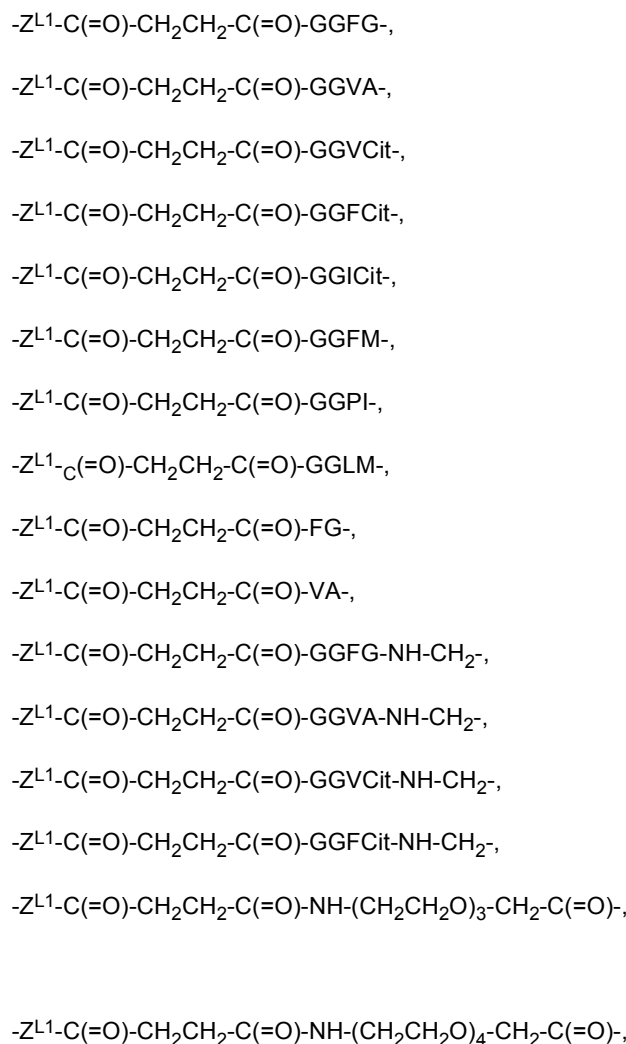 -Z^L1-C(=O)-CH₂CH₂-C(=O)-GGFG-,
-Z^L1-C(=O)-CH₂CH₂-C(=O)-GGVA-,
-Z^L1-C(=O)-CH₂CH₂-C(=O)-GGVCit-,
-Z^L1-C(=O)-CH₂CH₂-C(=O)-GGFCit-,
-Z^L1-C(=O)-CH₂CH₂-C(=O)-GGICit-,
-Z^L1-C(=O)-CH₂CH₂-C(=O)-GGFM-,
-Z^L1-C(=O)-CH₂CH₂-C(=O)-GGPI-,
-Z^L1-C(=O)-CH₂CH₂-C(=O)-GGLM-,
-Z^L1-C(=O)-CH₂CH₂-C(=O)-FG-,
-Z^L1-C(=O)-CH₂CH₂-C(=O)-VA-,
-Z^L1-C(=O)-CH₂CH₂-C(=O)-GGFG-NH-CH₂-,
-Z^L1-C(=O)-CH₂CH₂-C(=O)-GGVA-NH-CH₂-,
-Z^L1-C(=O)-CH₂CH₂-C(=O)-GGVCit-NH-CH₂-,
-Z^L1-C(=O)-CH₂CH₂-C(=O)-GGFCit-NH-CH₂-,
-Z^L1-C(=O)-CH₂CH₂-C(=O)-NH-(CH₂CH₂O)₃-CH₂-C(=O)-,
-Z^L1-C(=O)-CH₂CH₂-C(=O)-NH-(CH₂CH₂O)₄-CH₂-C(=O)-,